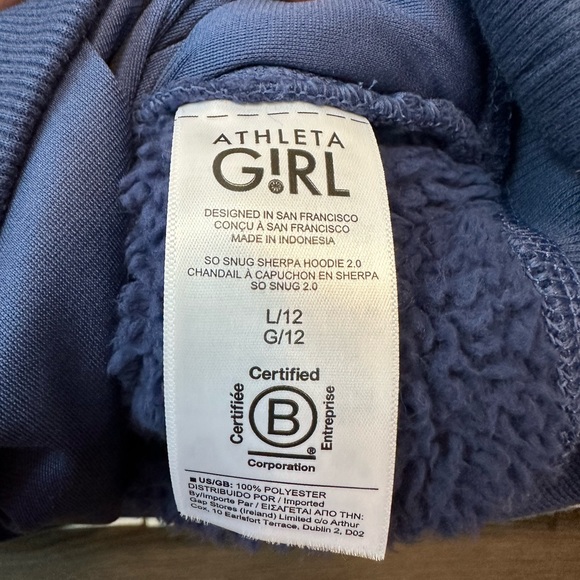 ATHLETA
G!RL
DESIGNED IN SAN FRANCISCO
CONÇU À SAN FRANCISCO
MADE IN INDONESIA
SO SNUG SHERPA HOODIE 2.0
CHANDAIL À CAPUCHON EN SHERPA
SO SNUG 2.0
L/12
G/12
Certified
Certifiée
B
®
Entreprise
Corporation
■ US/GB: 100% POLYESTER
DISTRIBUIDO POR / Imported
By/Importe Par / ΕΙΣΑΓΕΤΑΙ ΑΠΟ ΤΗΝ:
Gap Stores (Ireland) Limited c/o Arthur
Cox, 10 Earlsfort Terrace, Dublin 2, D02